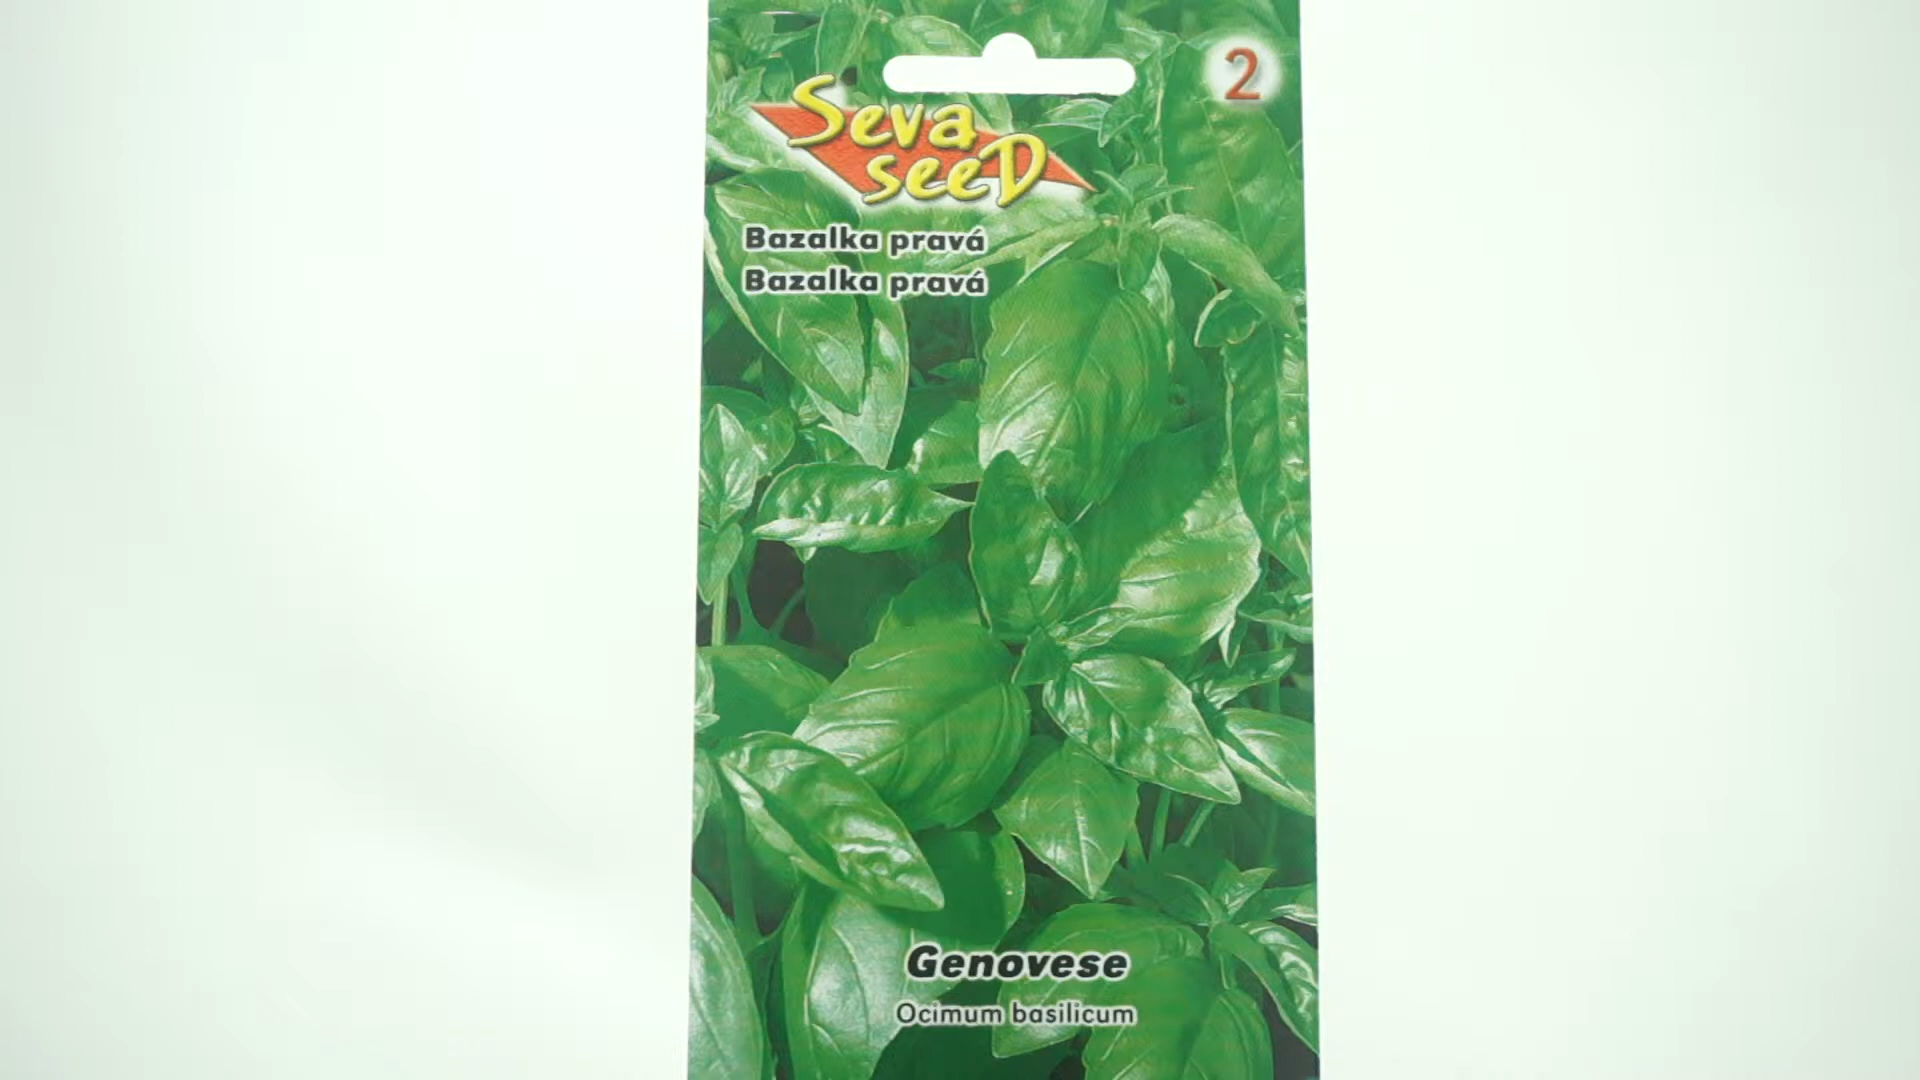 2
Seva
seeD
Bazalka pravá
Bazalka pravá
Genovese
Ocimum basilicum